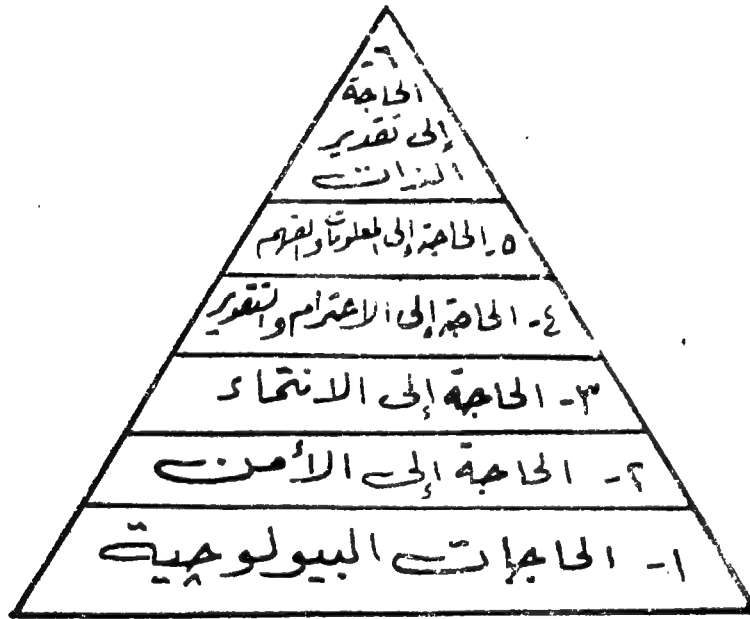 ٦-
الحاجة
إلى تقدير
الذات
٥- الحاجة إلى المعلومات والفهم
٤- الحاجة إلى الاحترام والتقدير
٣- الحاجة إلى الانتماء
٢- الحاجة إلى الأمن
١- الحاجات البيولوچية